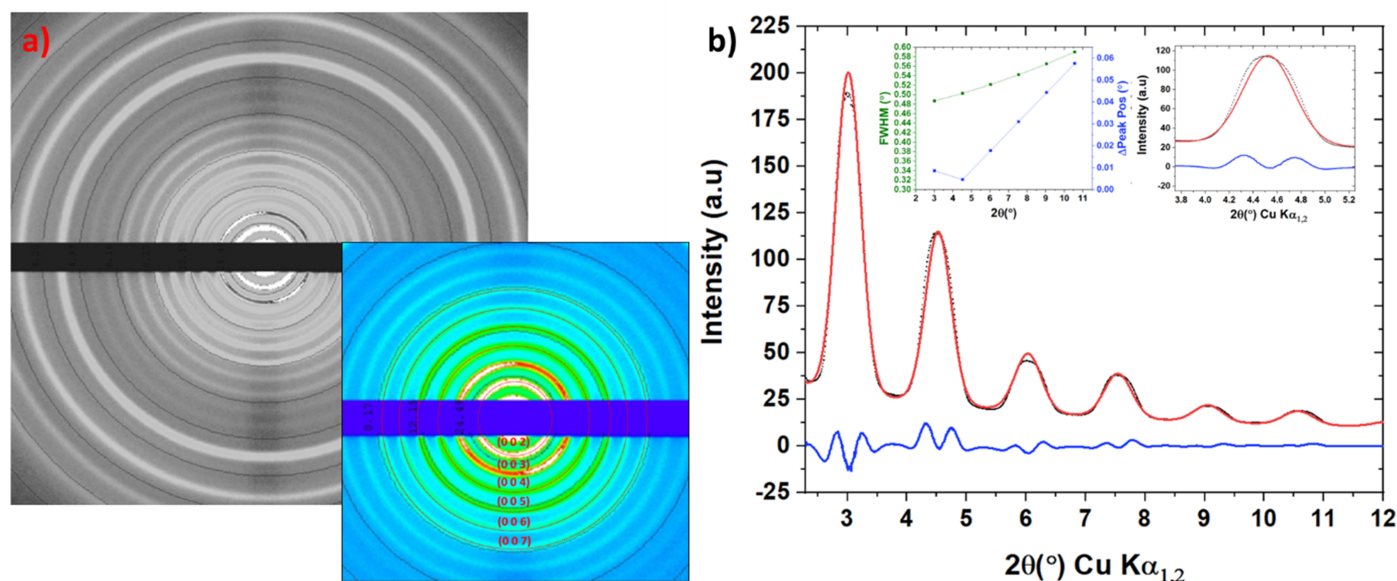 a)
(0 0 2)
(0 0 3)
(0 0 4)
(0 0 5)
(0 0 6)
(0 0 7)
b)
Intensity (a.u)
225
200
175
150
125
100
75
50
25
0
-25
3 4 5 6 7 8 9 10 11 12
2θ(°) Cu Kα1,2
FWHM (°)
0.60
0.58
0.56
0.54
0.52
0.50
0.48
0.46
0.44
0.42
0.40
0.38
0.36
0.34
0.32
0.30
2 3 4 5 6 7 8 9 10 11
2θ(°)
0.06
0.05
0.04
0.03
0.02
0.01
0.00
ΔPeak Pos (°)
Intensity (a.u)
120
100
80
60
40
20
0
-20
3.8 4.0 4.2 4.4 4.6 4.8 5.0 5.2
2θ(°) Cu Kα1,2